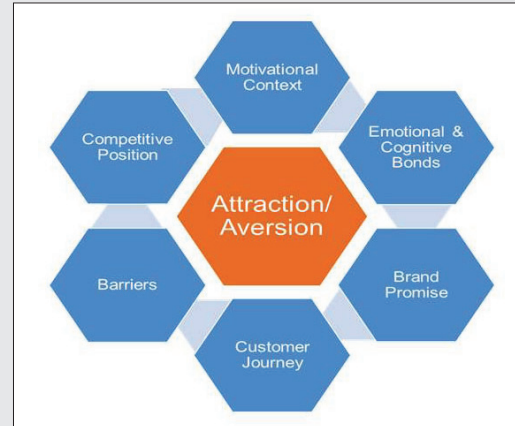 Motivational
Context
Emotional &
Cognitive
Bonds
Brand
Promise
Customer
Journey
Barriers
Competitive
Position
Attraction/
Aversion